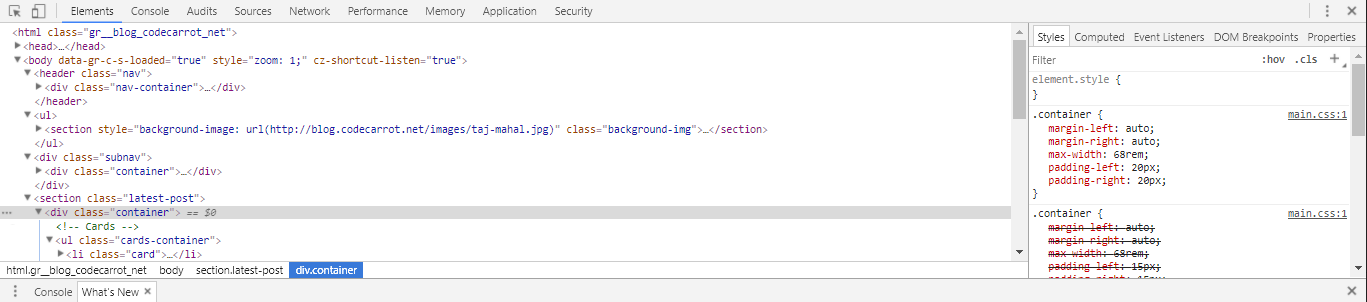 Elements Console Audits Sources Network Performance Memory Application Security
<html class="gr__blog_codecarrot_net">
<head>…</head>
<body data-gr-c-s-loaded="true" style="zoom: 1;" cz-shortcut-listen="true">
<header class="nav">
<div class="nav-container">…</div>
</header>
<ul>
<section style="background-image: url(http://blog.codecarrot.net/images/taj-mahal.jpg)" class="background-img">…</section>
</ul>
<div class="subnav">
<div class="container">…</div>
</div>
<section class="latest-post">
<div class="container"> == $0
<!-- Cards -->
<ul class="cards-container">
<li class="card">…</li>
html.gr__blog_codecarrot_net body section.latest-post div.container
Styles Computed Event Listeners DOM Breakpoints Properties
Filter :hov .cls +
element.style {
}
.container { main.css:1
margin-left: auto;
margin-right: auto;
max-width: 68rem;
padding-left: 20px;
padding-right: 20px;
}
.container { main.css:1
margin-left: auto;
margin-right: auto;
max-width: 68rem;
padding-left: 15px;
padding-right: 15px;
Console What's New